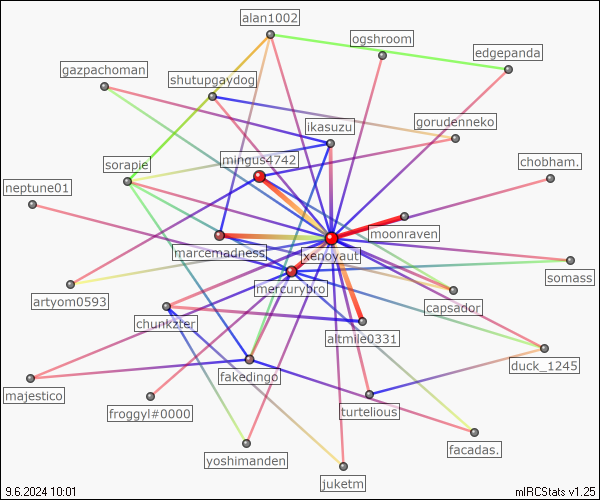 alan1002
ogshroom
edgepanda
gazpachoman
shutupgaydog
ikasuzu
gorudenneko
mingus4742
sorapie
chobham.
neptune01
moonraven
marcemadness
xenoyaut
somass
mercurybro
artyom0593
capsador
chunkzter
altmile0331
duck_1245
fakedingo
majestico
froggyl#0000
turtelious
facadas.
yoshimanden
juketm
9.6.2024 10:01
mIRCStats v1.25